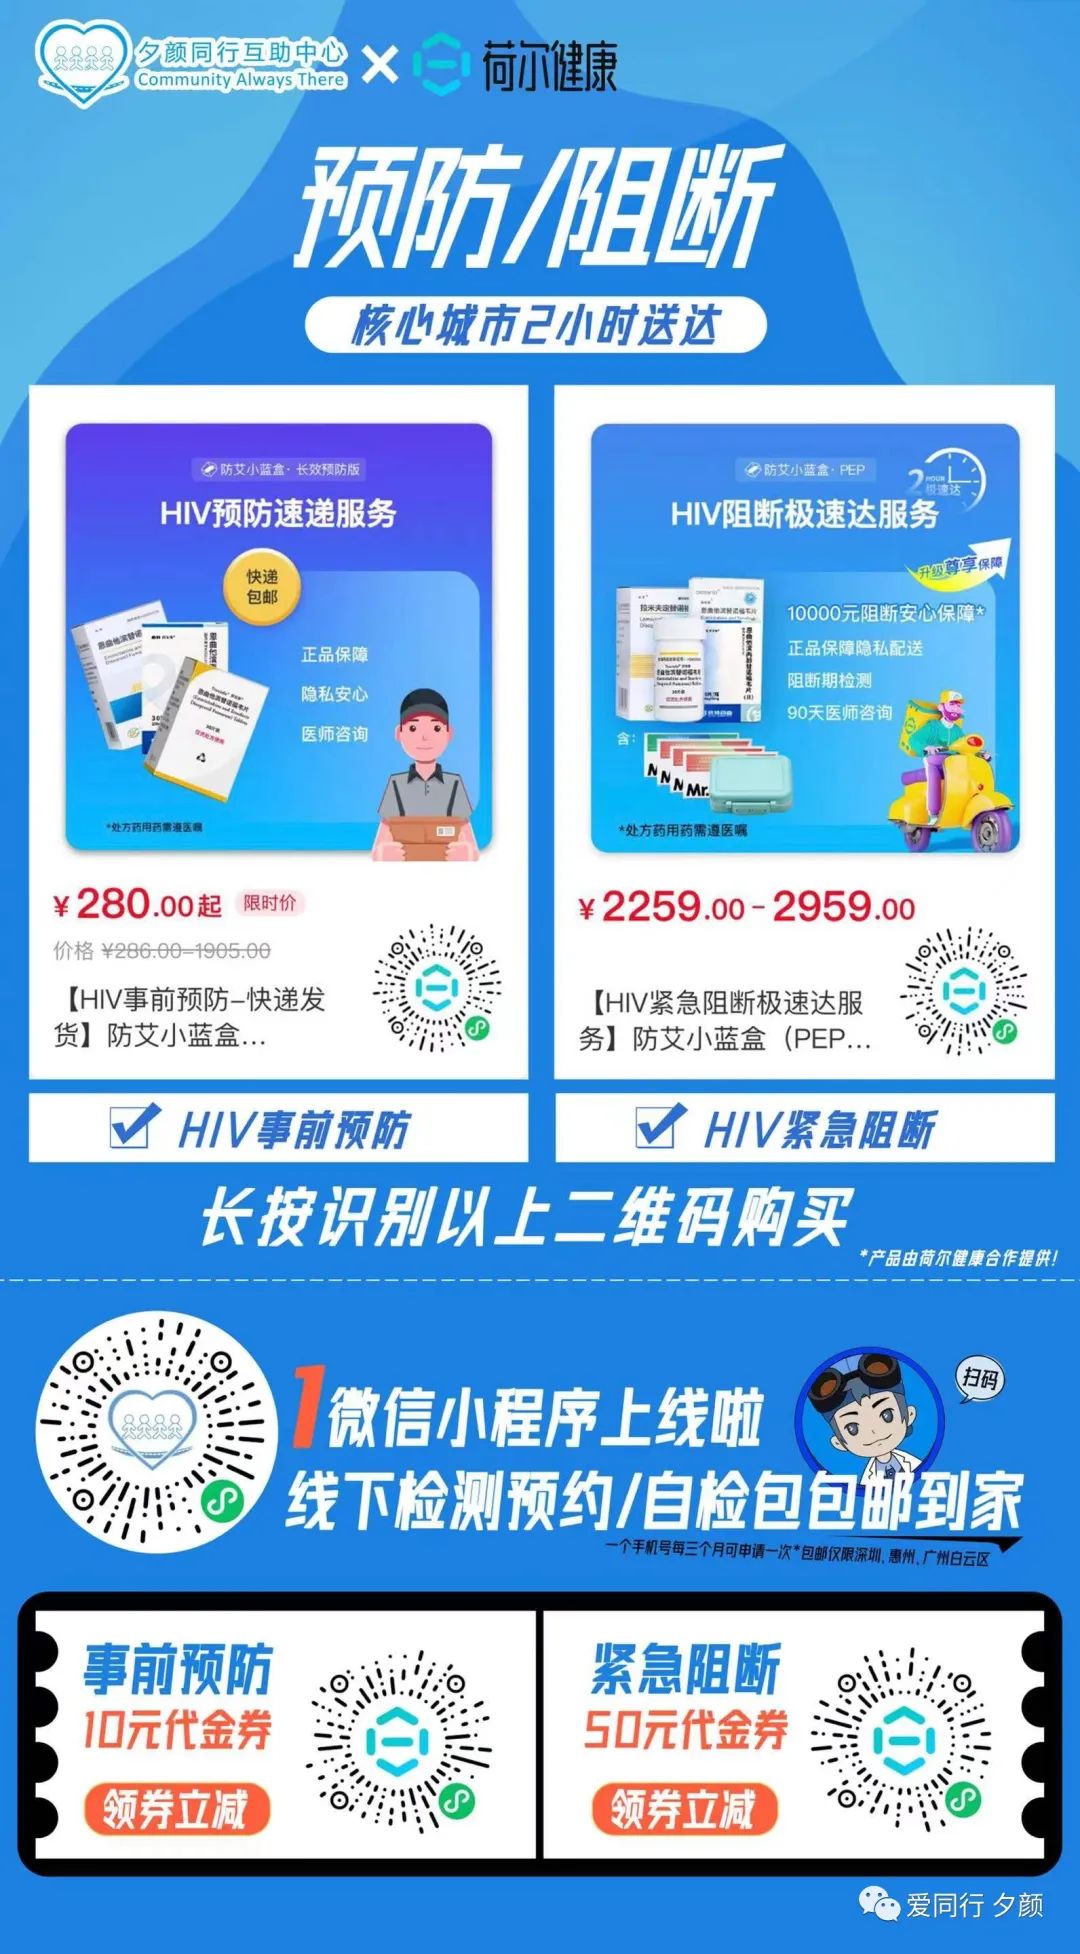 夕颜同行互助中心
Community Always There
荷尔健康
预防/阻断
核心城市2小时送达
防艾小蓝盒·长效预防版
HIV预防速递服务
快递
包邮
正品保障
隐私安心
医师咨询
*处方药用药需遵医嘱
¥280.00起 限时价
价格 ¥286.00-1905.00
【HIV事前预防-快递发
货】防艾小蓝盒...
HIV事前预防
防艾小蓝盒·PEP
2 HOUR
极速达
HIV阻断极速达服务
升级尊享保障
10000元阻断安心保障*
正品保障隐私配送
阻断期检测
90天医师咨询
含:
Mr.
*处方药用药需遵医嘱
¥2259.00-2959.00
【HIV紧急阻断极速达服
务】防艾小蓝盒（PEP...
HIV紧急阻断
长按识别以上二维码购买
*产品由荷尔健康合作提供!
1微信小程序上线啦
扫码
线下检测预约/自检包包邮到家
一个手机号每三个月可申请一次*包邮仅限深圳、惠州、广州白云区
事前预防
10元代金券
领券立减
紧急阻断
50元代金券
领券立减
爱同行 夕颜